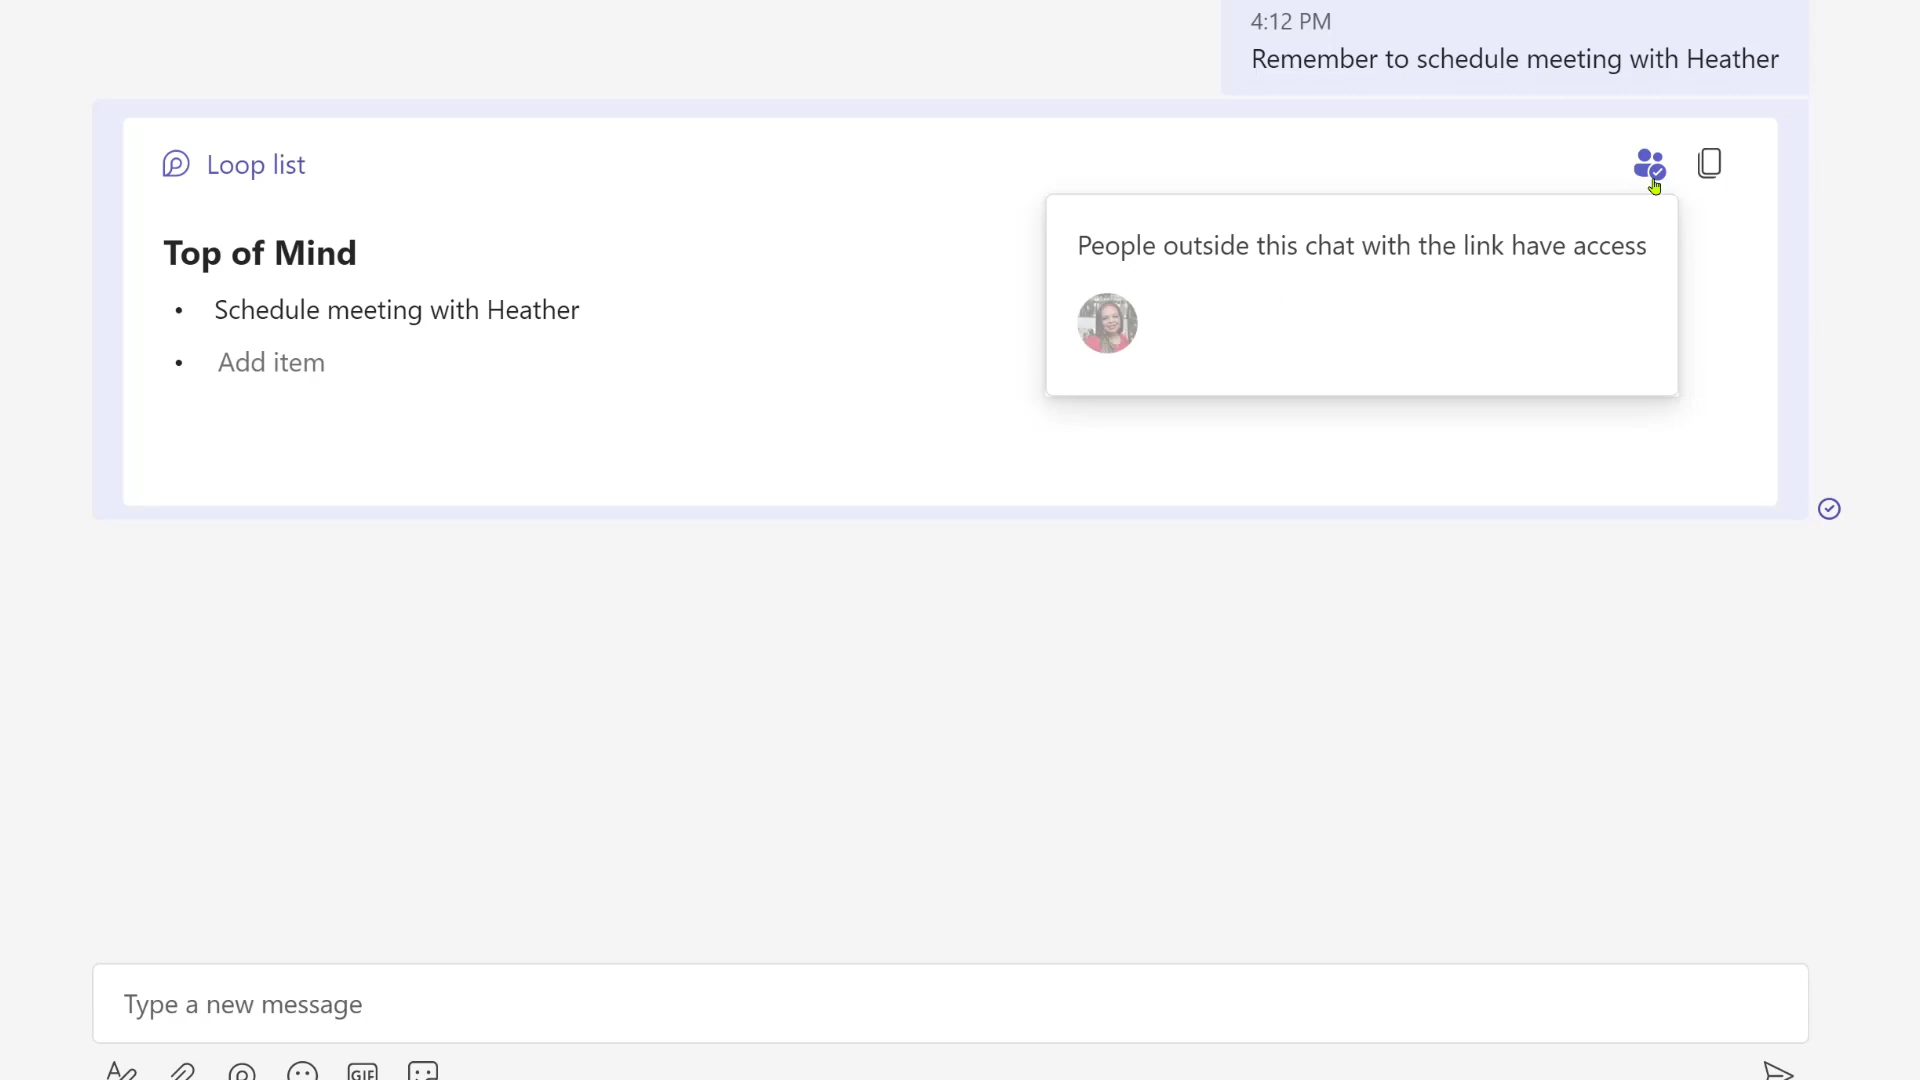 4:12 PM
Remember to schedule meeting with Heather
Loop list
People outside this chat with the link have access
Top of Mind
• Schedule meeting with Heather
• Add item
Type a new message
GIF